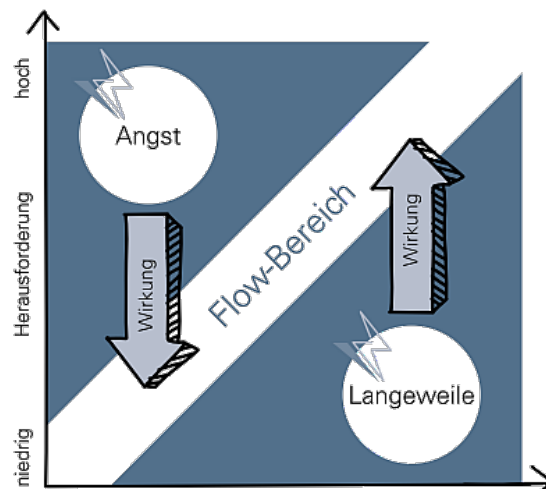 hoch
Angst
Herausforderung
Wirkung
Flow-Bereich
Wirkung
Langeweile
niedrig